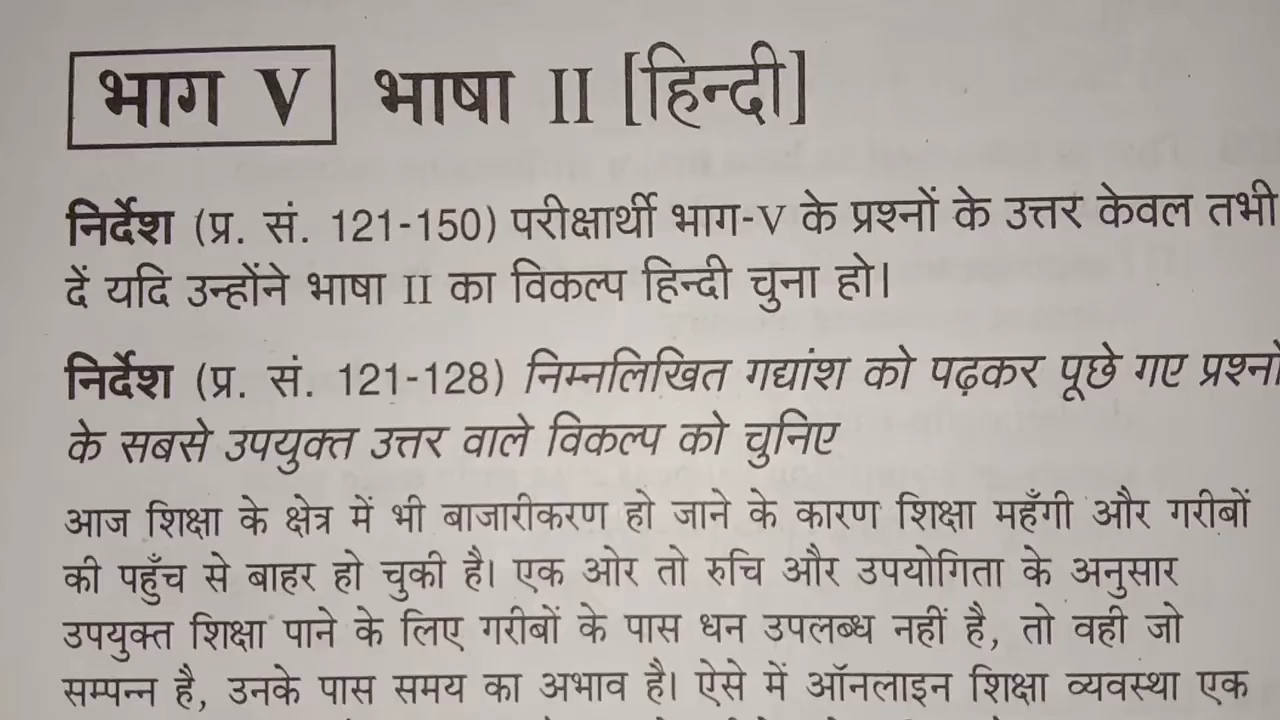 भाग V भाषा II [हिन्दी]
निर्देश (प्र. सं. 121-150) परीक्षार्थी भाग-V के प्रश्नों के उत्तर केवल तभी
दें यदि उन्होंने भाषा II का विकल्प हिन्दी चुना हो।
निर्देश (प्र. सं. 121-128) निम्नलिखित गद्यांश को पढ़कर पूछे गए प्रश्नों
के सबसे उपयुक्त उत्तर वाले विकल्प को चुनिए
आज शिक्षा के क्षेत्र में भी बाजारीकरण हो जाने के कारण शिक्षा महँगी और गरीबों
की पहुँच से बाहर हो चुकी है। एक ओर तो रुचि और उपयोगिता के अनुसार
उपयुक्त शिक्षा पाने के लिए गरीबों के पास धन उपलब्ध नहीं है, तो वही जो
सम्पन्न है, उनके पास समय का अभाव है। ऐसे में ऑनलाइन शिक्षा व्यवस्था एक